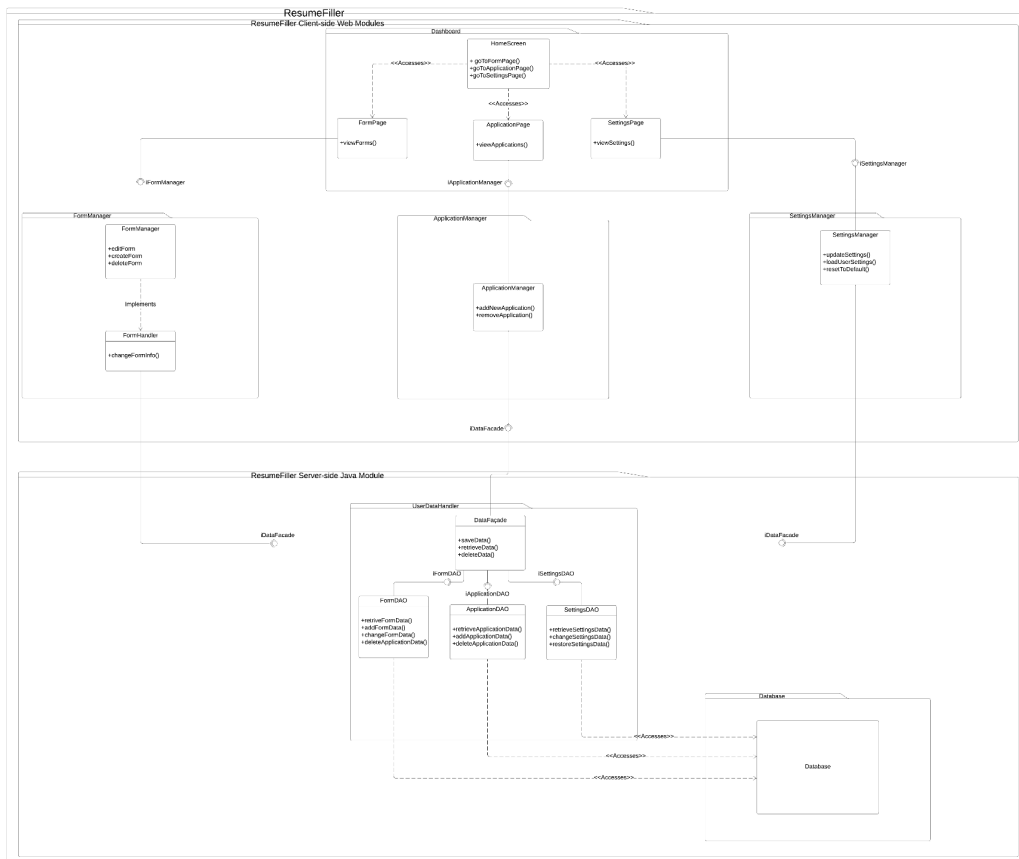 ResumeFiller
ResumeFiller Client-side Web Modules
Dashboard
HomeScreen
+ goToFormPage()
+goToApplicationPage()
+goToSettingsPage()
<<Accesses>>
<<Accesses>>
<<Accesses>>
FormPage
+viewForms()
ApplicationPage
+viewApplications()
SettingsPage
+viewSettings()
iFormManager
iApplicationManager
iSettingsManager
FormManager
FormManager
+editForm
+createForm
+deleteForm
Implements
FormHandler
+changeFormInfo()
ApplicationManager
ApplicationManager
+addNewApplication()
+removeApplication()
SettingsManager
SettingsManager
+updateSettings()
+loadUserSettings()
+resetToDefault()
iDataFacade
ResumeFiller Server-side Java Module
iDataFacade
iDataFacade
UserDataHandler
DataFaçade
+saveData()
+retrieveData()
+deleteData()
iFormDAO
iApplicationDAO
iSettingsDAO
FormDAO
+retriveFormData()
+addFormData()
+changeFormData()
+deleteApplicationData()
ApplicationDAO
+retrieveApplicationData()
+addApplicationData()
+deleteApplicationData()
SettingsDAO
+retrieveSettingsData()
+changeSettingsData()
+restoreSettingsData()
Database
Database
<<Accesses>>
<<Accesses>>
<<Accesses>>